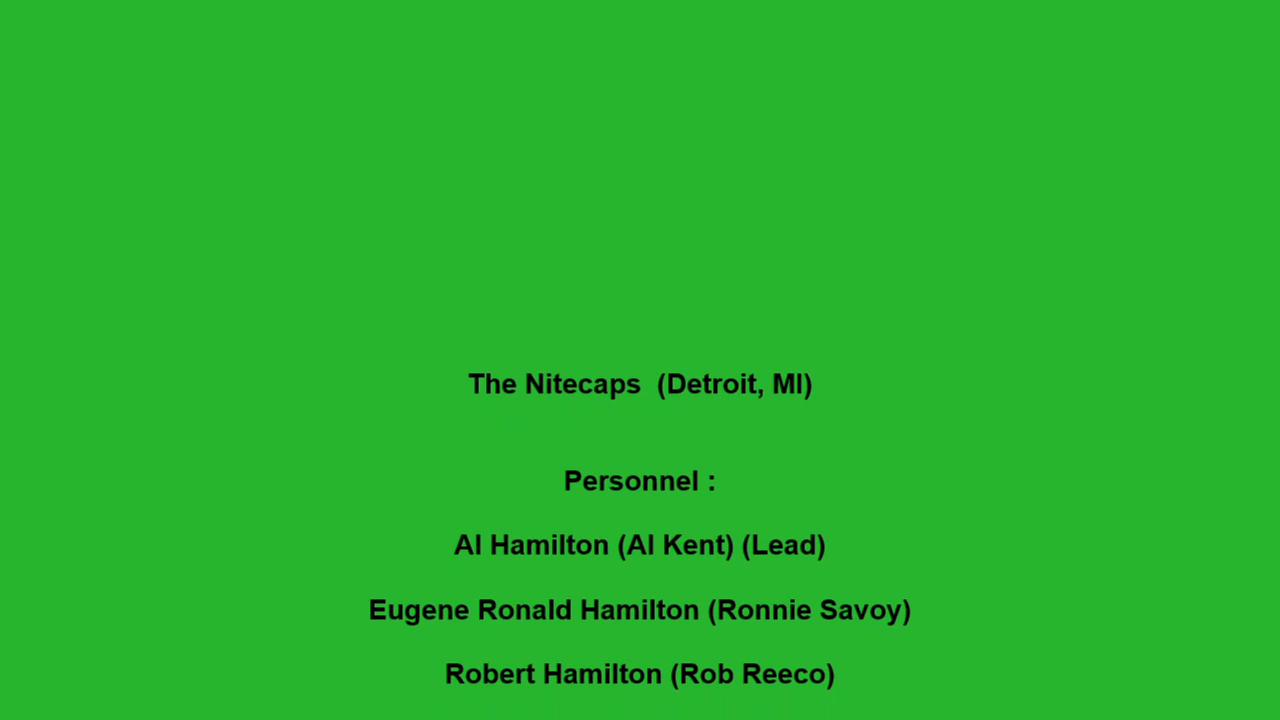 The Nitecaps  (Detroit, MI)
Personnel :
Al Hamilton (Al Kent) (Lead)
Eugene Ronald Hamilton (Ronnie Savoy)
Robert Hamilton (Rob Reeco)